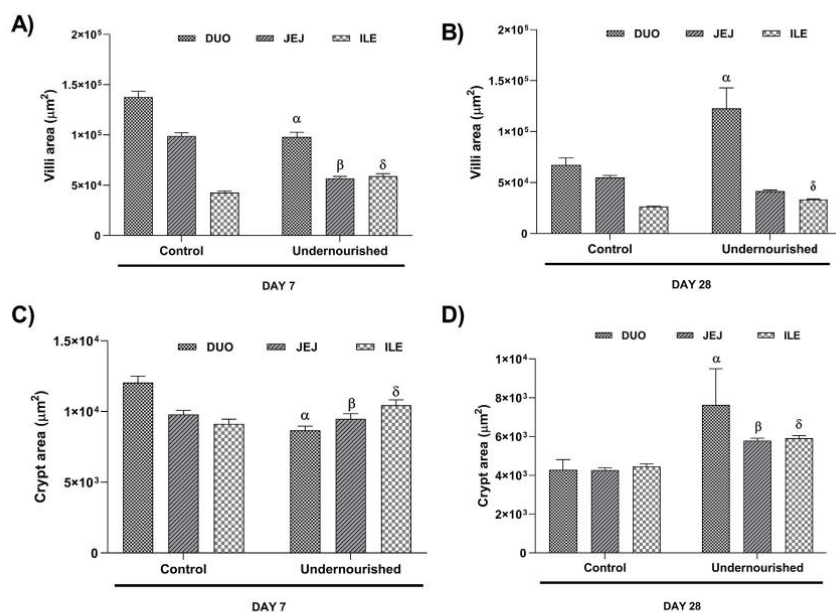 A)
DUO JEJ ILE
Villi area (μm²)
2×10⁵
1.5×10⁵
1×10⁵
5×10⁴
0
α
β
δ
Control
Undernourished
DAY 7
B)
DUO JEJ ILE
Villi area (μm²)
2×10⁵
1.5×10⁵
1×10⁵
5×10⁴
0
α
δ
Control
Undernourished
DAY 28
C)
DUO JEJ ILE
Crypt area (μm²)
1.5×10⁴
1×10⁴
5×10³
0
α
β
δ
Control
Undernourished
DAY 7
D)
DUO JEJ ILE
Crypt area (μm²)
1×10⁴
8×10³
6×10³
4×10³
2×10³
0
α
β
δ
Control
Undernourished
DAY 28